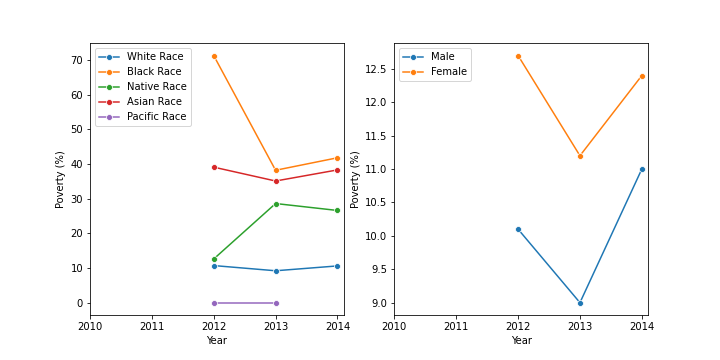 White Race
Black Race
Native Race
Asian Race
Pacific Race
70
60
50
40
30
20
10
0
Poverty (%)
2010 2011 2012 2013 2014
Year
Male
Female
12.5
12.0
11.5
11.0
10.5
10.0
9.5
9.0
Poverty (%)
2010 2011 2012 2013 2014
Year